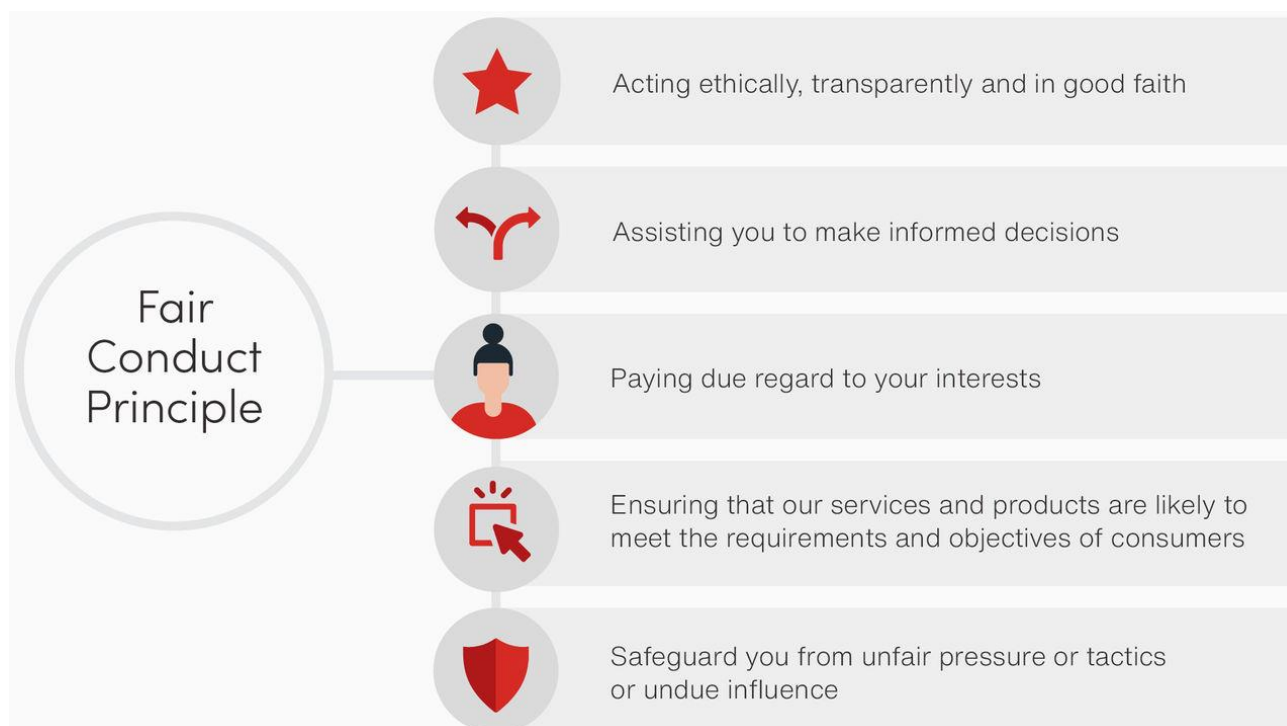 Fair
Conduct
Principle
Acting ethically, transparently and in good faith
Assisting you to make informed decisions
Paying due regard to your interests
Ensuring that our services and products are likely to
meet the requirements and objectives of consumers
Safeguard you from unfair pressure or tactics
or undue influence